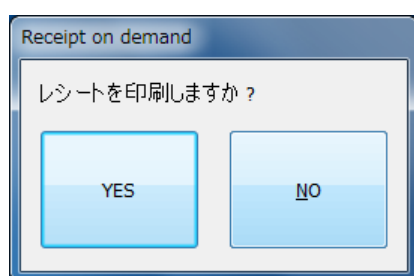 Receipt on demand
レシートを印刷しますか ?
YES
NO